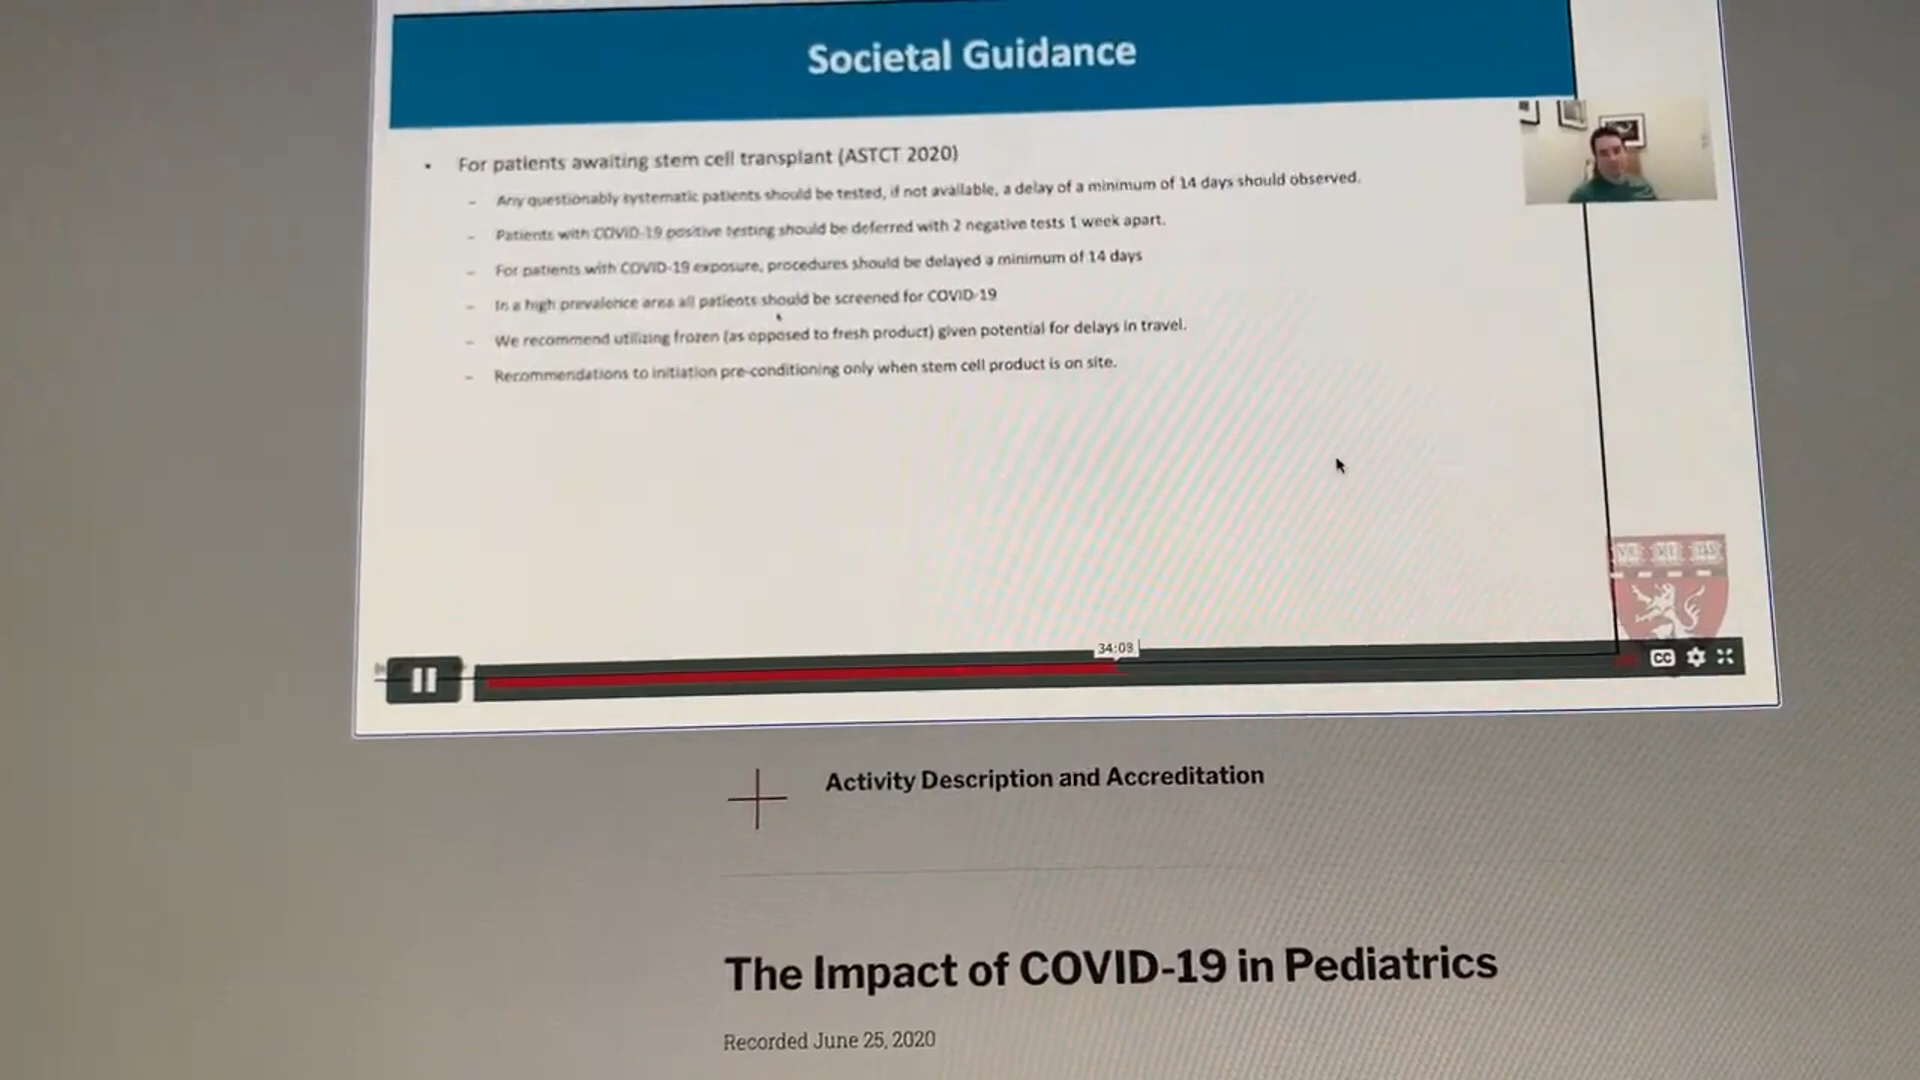 Societal Guidance
• For patients awaiting stem cell transplant (ASTCT 2020)
– Any questionably systematic patients should be tested, if not available, a delay of a minimum of 14 days should observed.
– Patients with COVID-19 positive testing should be deferred with 2 negative tests 1 week apart.
– For patients with COVID-19 exposure, procedures should be delayed a minimum of 14 days
– In a high prevalence area all patients should be screened for COVID-19
– We recommend utilizing frozen (as opposed to fresh product) given potential for delays in travel.
– Recommendations to initiation pre-conditioning only when stem cell product is on site.
34:03
CC
Activity Description and Accreditation
The Impact of COVID-19 in Pediatrics
Recorded June 25, 2020